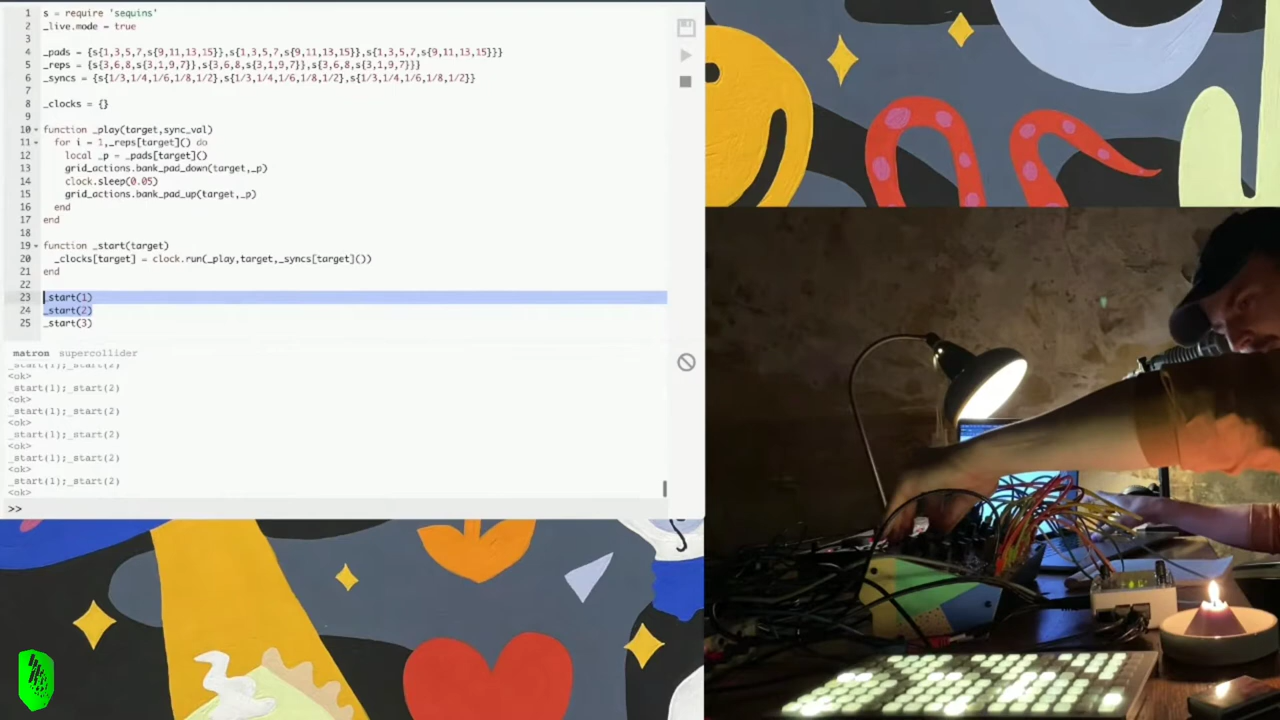 1 s = require 'sequins'
2 _live.mode = true
3
4 _pads = {s{1,3,5,7,s{9,11,13,15}},s{1,3,5,7,s{9,11,13,15}},s{1,3,5,7,s{9,11,13,15}}}
5 _reps = {s{3,6,8,s{3,1,9,7}},s{3,6,8,s{3,1,9,7}},s{3,6,8,s{3,1,9,7}}}
6 _syncs = {s{1/3,1/4,1/6,1/8,1/2},s{1/3,1/4,1/6,1/8,1/2},s{1/3,1/4,1/6,1/8,1/2}}
7
8 _clocks = {}
9
10 function _play(target,sync_val)
11 for i = 1,_reps[target]() do
12 local _p = _pads[target]()
13 grid_actions.bank_pad_down(target,_p)
14 clock.sleep(0.05)
15 grid_actions.bank_pad_up(target,_p)
16 end
17 end
18
19 function _start(target)
20 _clocks[target] = clock.run(_play,target,_syncs[target]())
21 end
22
23 _start(1)
24 _start(2)
25 _start(3)
matron supercollider
_start(1);_start(2)
<ok>
_start(1);_start(2)
<ok>
_start(1);_start(2)
<ok>
_start(1);_start(2)
<ok>
_start(1);_start(2)
<ok>
_start(1);_start(2)
<ok>
>>